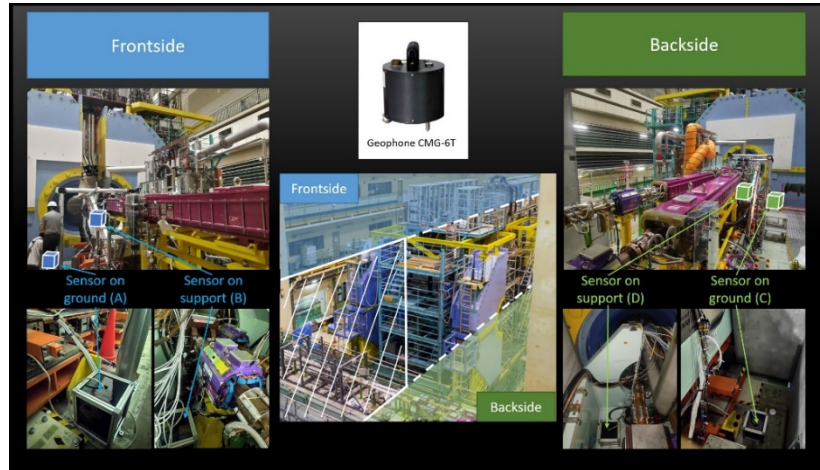 Frontside
Geophone CMG-6T
Backside
Frontside
Sensor on
ground (A)
Sensor on
support (B)
Sensor on
support (D)
Sensor on
ground (C)
Backside